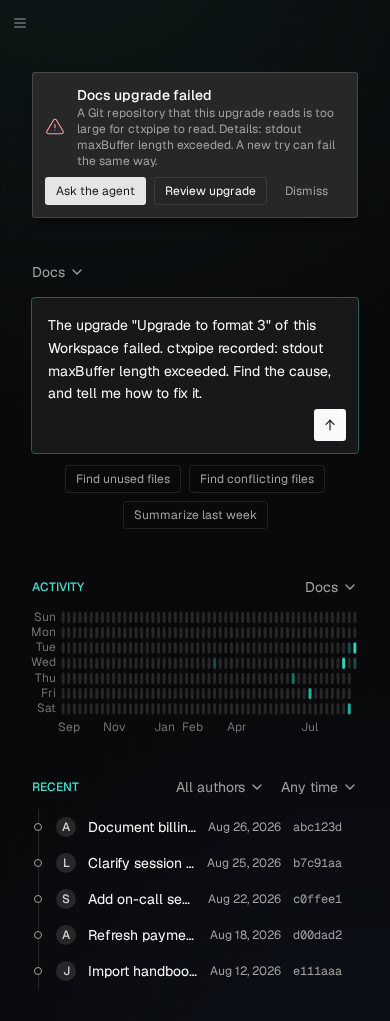 Docs upgrade failed
A Git repository that this upgrade reads is too
large for ctxpipe to read. Details: stdout
maxBuffer length exceeded. A new try can fail
the same way.
Ask the agent
Review upgrade
Dismiss
Docs
The upgrade "Upgrade to format 3" of this
Workspace failed. ctxpipe recorded: stdout
maxBuffer length exceeded. Find the cause,
and tell me how to fix it.
Find unused files
Find conflicting files
Summarize last week
ACTIVITY
Docs
Sun
Mon
Tue
Wed
Thu
Fri
Sat
Sep Nov Jan Feb Apr Jul
RECENT
All authors
Any time
A Document billin... Aug 26, 2026 abc123d
L Clarify session ... Aug 25, 2026 b7c91aa
S Add on-call se... Aug 22, 2026 c0ffee1
A Refresh payme... Aug 18, 2026 d00dad2
J Import handboo... Aug 12, 2026 e111aaa